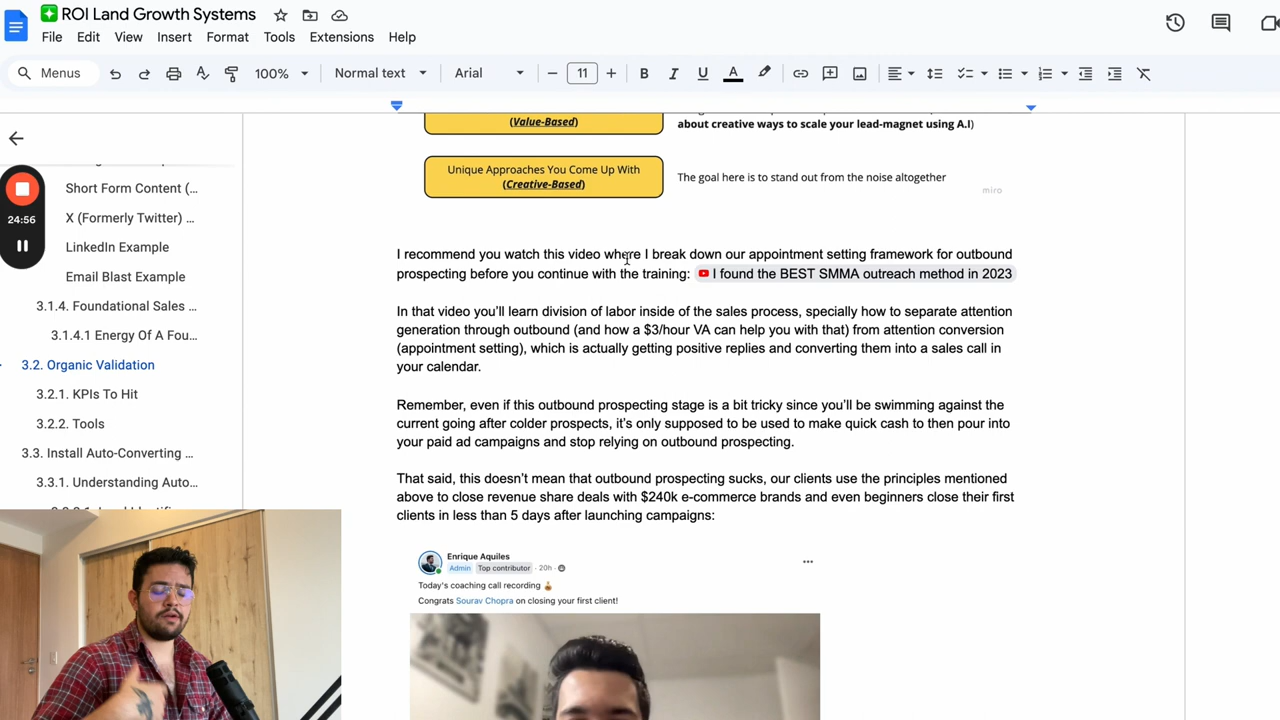 ROI Land Growth Systems
File Edit View Insert Format Tools Extensions Help
Menus 100% Normal text Arial 11 B I U A
(Value-Based)
about creative ways to scale your lead-magnet using A.I)
Unique Approaches You Come Up With
(Creative-Based)
The goal here is to stand out from the noise altogether
miro
24:56
Short Form Content (...
X (Formerly Twitter) ...
LinkedIn Example
Email Blast Example
3.1.4. Foundational Sales ...
3.1.4.1 Energy Of A Fou...
3.2. Organic Validation
3.2.1. KPIs To Hit
3.2.2. Tools
3.3. Install Auto-Converting ...
3.3.1. Understanding Auto...
I recommend you watch this video where I break down our appointment setting framework for outbound
prospecting before you continue with the training: I found the BEST SMMA outreach method in 2023
In that video you'll learn division of labor inside of the sales process, specially how to separate attention
generation through outbound (and how a $3/hour VA can help you with that) from attention conversion
(appointment setting), which is actually getting positive replies and converting them into a sales call in
your calendar.
Remember, even if this outbound prospecting stage is a bit tricky since you'll be swimming against the
current going after colder prospects, it's only supposed to be used to make quick cash to then pour into
your paid ad campaigns and stop relying on outbound prospecting.
That said, this doesn't mean that outbound prospecting sucks, our clients use the principles mentioned
above to close revenue share deals with $240k e-commerce brands and even beginners close their first
clients in less than 5 days after launching campaigns:
Enrique Aquiles
Admin Top contributor · 20h ·
Today's coaching call recording
Congrats Sourav Chopra on closing your first client!